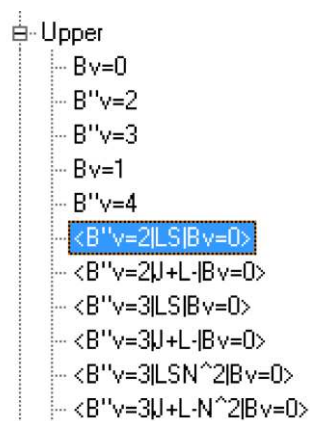 Upper
Bv=0
B"v=2
B"v=3
Bv=1
B"v=4
<B"v=2|LS|Bv=0>
<B"v=2|J+L-|Bv=0>
<B"v=3|LS|Bv=0>
<B"v=3|J+L-|Bv=0>
<B"v=3|LSN^2|Bv=0>
<B"v=3|J+L-N^2|Bv=0>